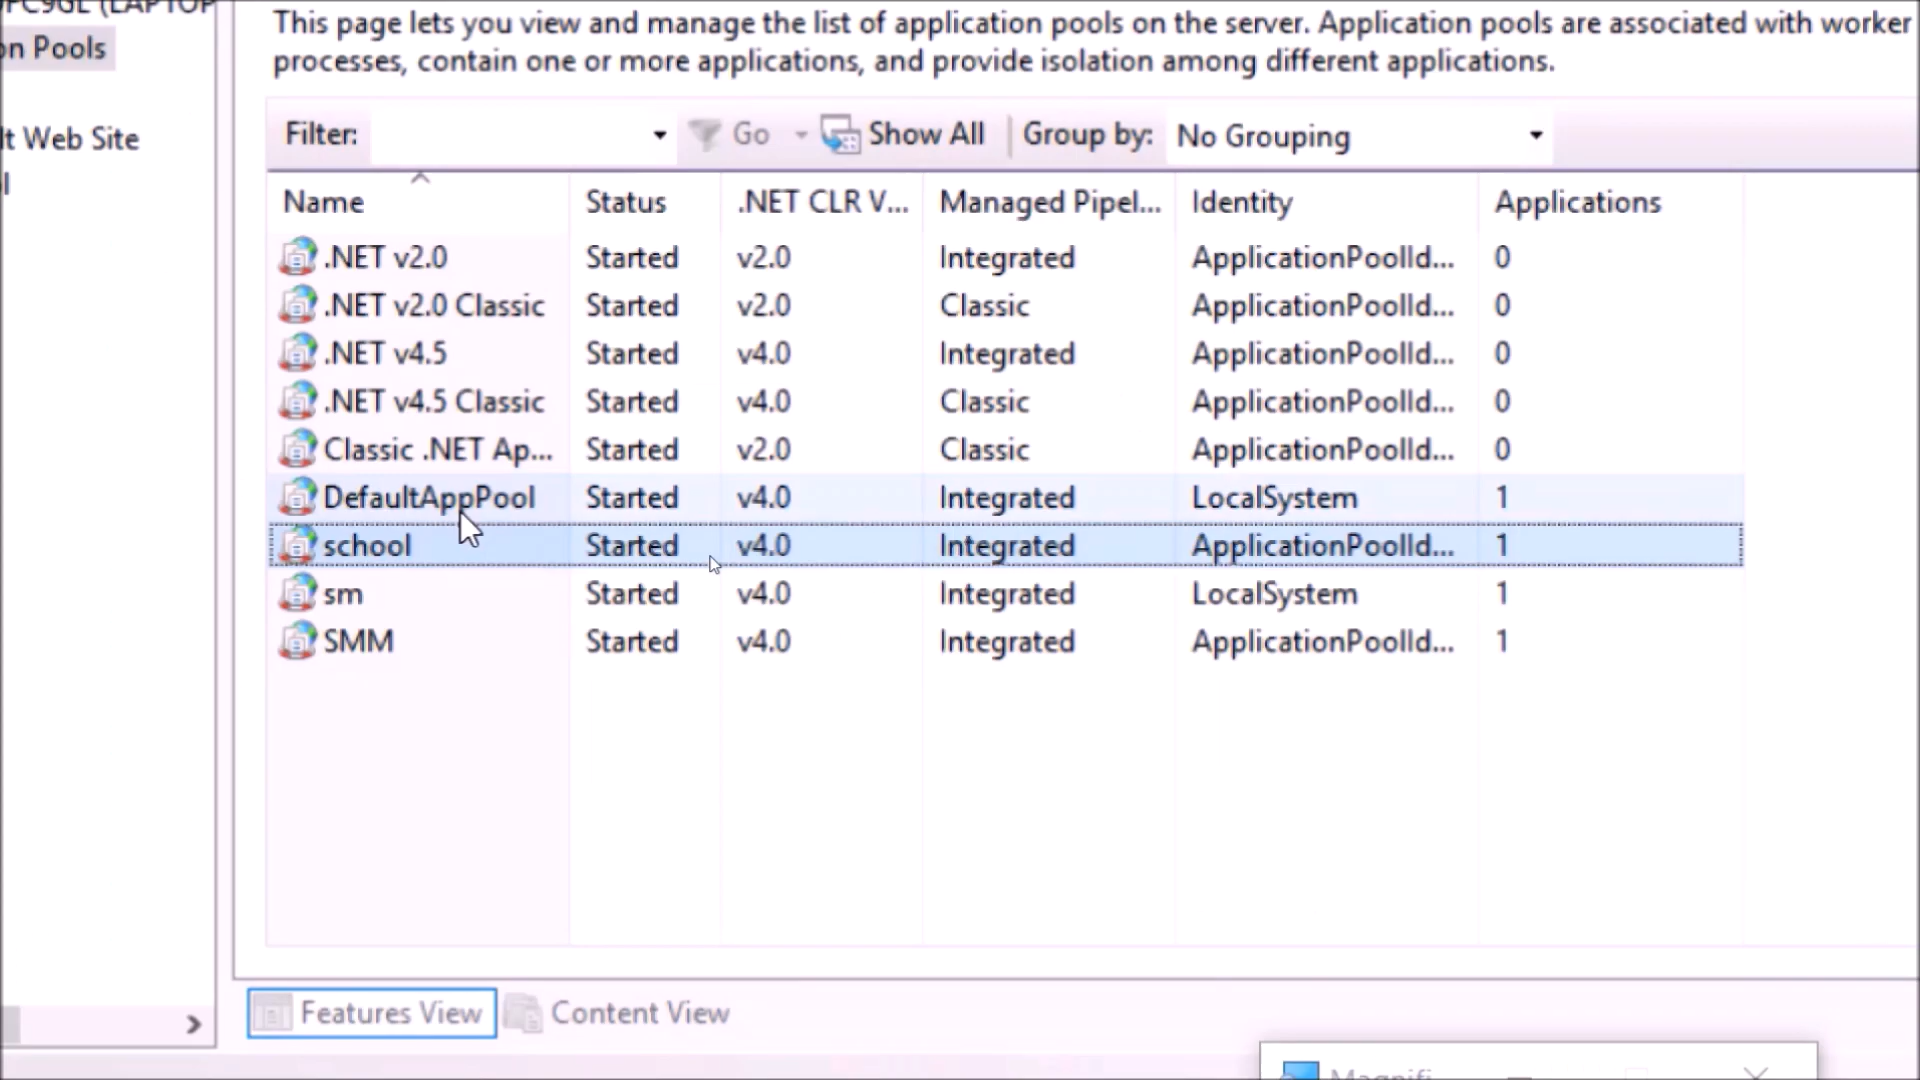 on Pools
lt Web Site
This page lets you view and manage the list of application pools on the server. Application pools are associated with worker
processes, contain one or more applications, and provide isolation among different applications.
Filter: Go Show All Group by: No Grouping
Name Status .NET CLR V... Managed Pipel... Identity Applications
.NET v2.0 Started v2.0 Integrated ApplicationPoolId... 0
.NET v2.0 Classic Started v2.0 Classic ApplicationPoolId... 0
.NET v4.5 Started v4.0 Integrated ApplicationPoolId... 0
.NET v4.5 Classic Started v4.0 Classic ApplicationPoolId... 0
Classic .NET Ap... Started v2.0 Classic ApplicationPoolId... 0
DefaultAppPool Started v4.0 Integrated LocalSystem 1
school Started v4.0 Integrated ApplicationPoolId... 1
sm Started v4.0 Integrated LocalSystem 1
SMM Started v4.0 Integrated ApplicationPoolId... 1
Features View Content View